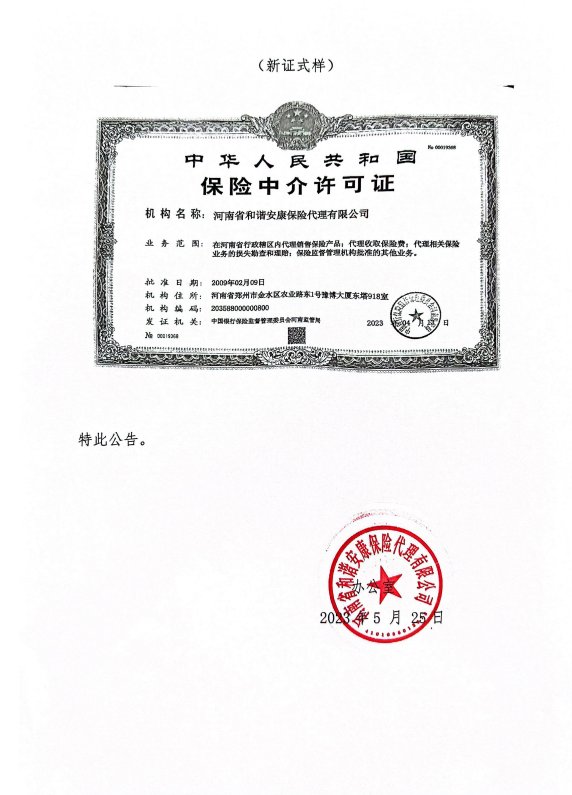 （新证式样）
№ 00019368
中华人民共和国
保险中介许可证
机构名称：河南省和谐安康保险代理有限公司
业务范围：在河南省行政辖区内代理销售保险产品；代理收取保险费；代理相关保险
业务的损失勘查和理赔；保险监督管理机构批准的其他业务。
批准日期：2009年02月09日
机构住所：河南省郑州市金水区农业路东1号豫博大厦东塔918室
机构编码：203588000000800
发证机关：中国银行保险监督管理委员会河南监管局
2023 年 04 月 日
№ 00019368
特此公告。
河南省和谐安康保险代理有限公司
办公室
2023 年 5 月 25 日